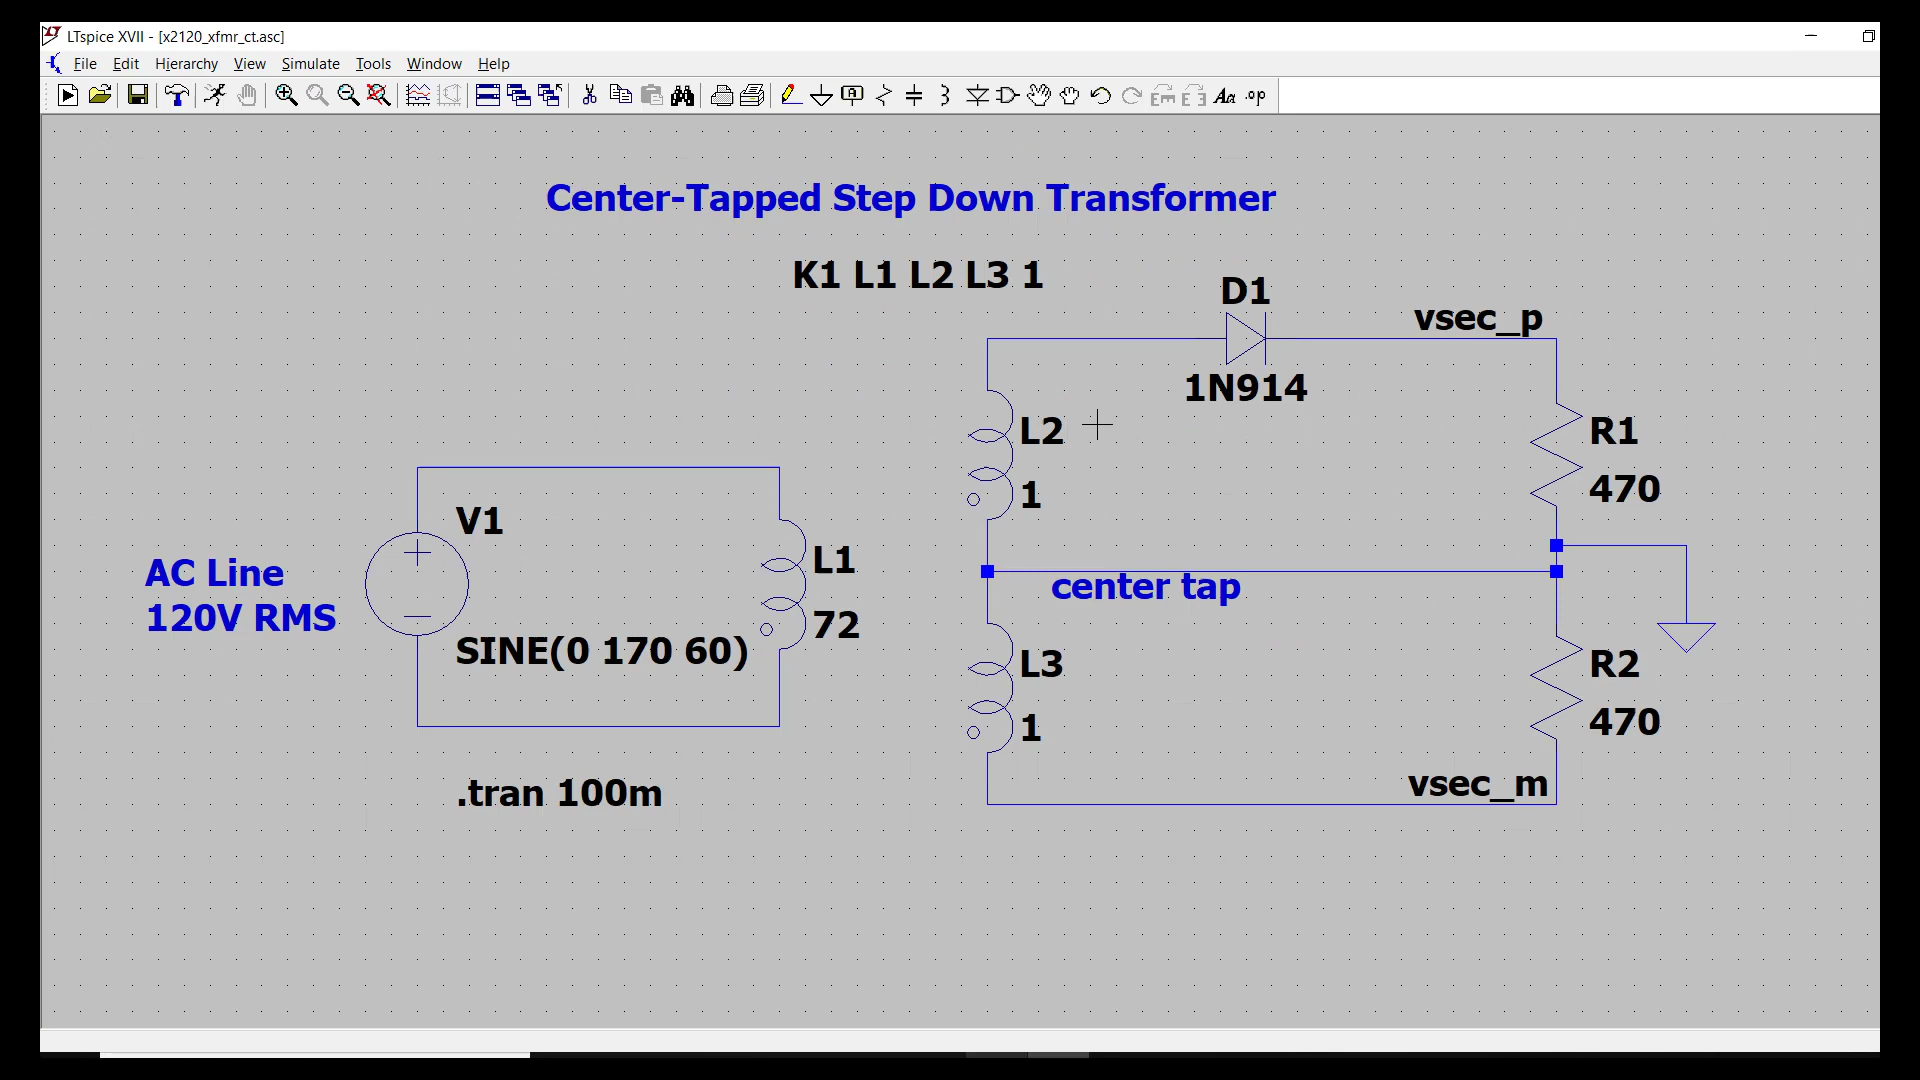 LTspice XVII - [x2120_xfmr_ct.asc]
File Edit Hierarchy View Simulate Tools Window Help
Aa .op
Center-Tapped Step Down Transformer
K1 L1 L2 L3 1
D1
vsec_p
1N914
L2
R1
1
470
V1
AC Line
120V RMS
L1
72
center tap
SINE(0 170 60)
L3
R2
1
470
.tran 100m
vsec_m